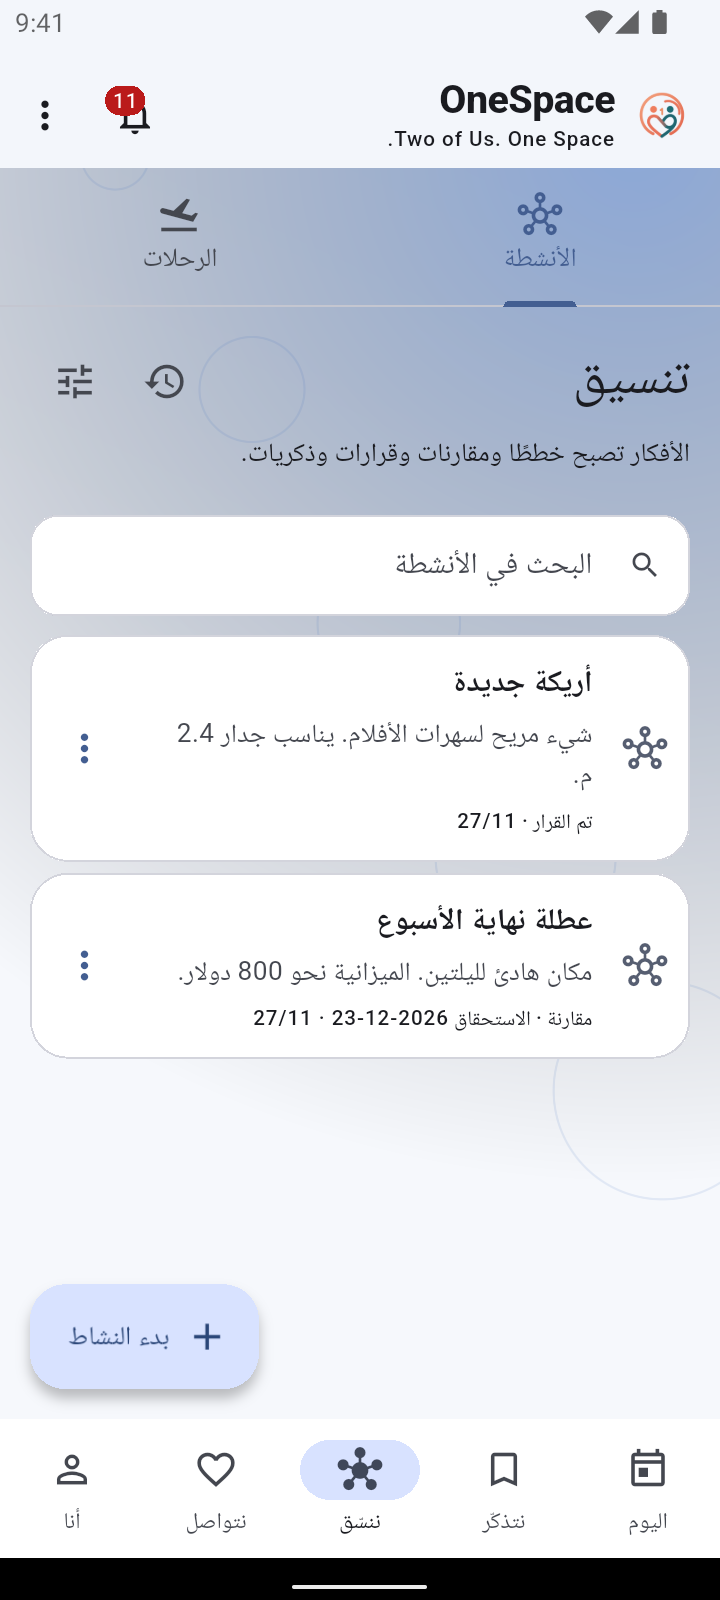 9:41
11
OneSpace
Two of Us. One Space.
الأنشطة
الرحلات
تنسيق
الأفكار تصبح خططًا ومقارنات وقرارات وذكريات.
البحث في الأنشطة
أريكة جديدة
شيء مريح لسهرات الأفلام. يناسب جدار 2.4
م.
تم القرار · 27/11
عطلة نهاية الأسبوع
مكان هادئ لليلتين. الميزانية نحو 800 دولار.
مقارنة · الاستحقاق 2026-12-23 · 27/11
بدء النشاط
اليوم
نتذكّر
ننسّق
نتواصل
أنا